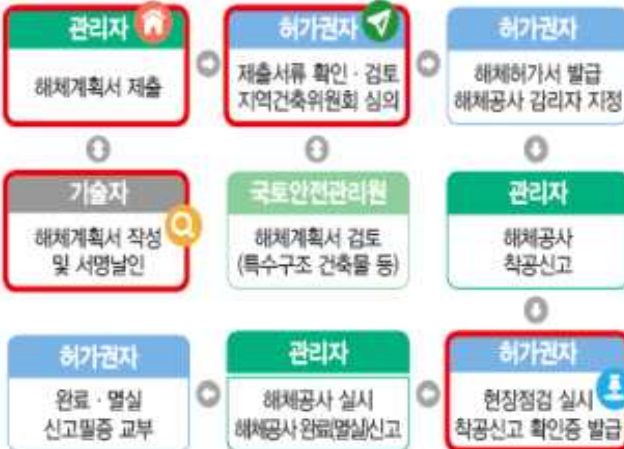 관리자
해체계획서 제출
허가권자
제출서류 확인 · 검토
지역건축위원회 심의
허가권자
해체허가서 발급
해체공사 감리자 지정
기술자
해체계획서 작성
및 서명날인
국토안전관리원
해체계획서 검토
(특수구조 건축물 등)
관리자
해체공사
착공신고
허가권자
현장점검 실시
착공신고 확인증 발급
관리자
해체공사 실시
해체공사 완료(멸실)신고
허가권자
완료 · 멸실
신고필증 교부